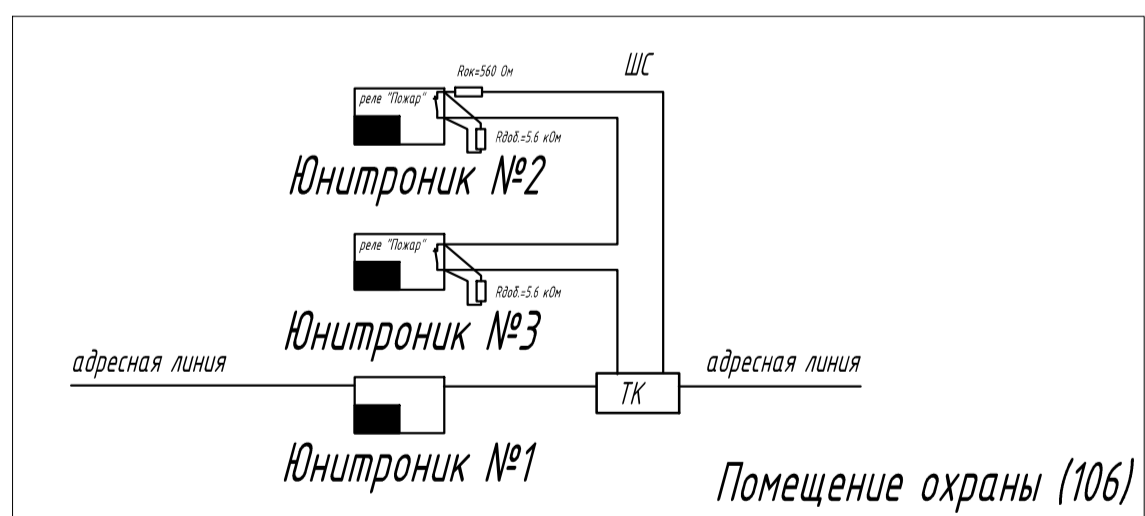 ШС
Rок=560 Ом
реле "Пожар"
Rдоб.=5.6 кОм
Юнитроник №2
реле "Пожар"
Rдоб.=5.6 кОм
Юнитроник №3
адресная линия
адресная линия
ТК
Юнитроник №1
Помещение охраны (106)